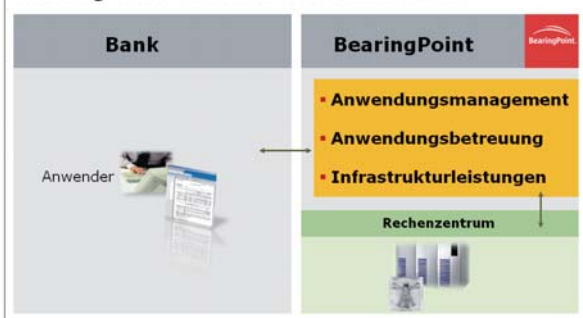 Bank
Anwender
BearingPoint
BearingPoint.
Anwendungsmanagement
Anwendungsbetreuung
Infrastrukturleistungen
Rechenzentrum